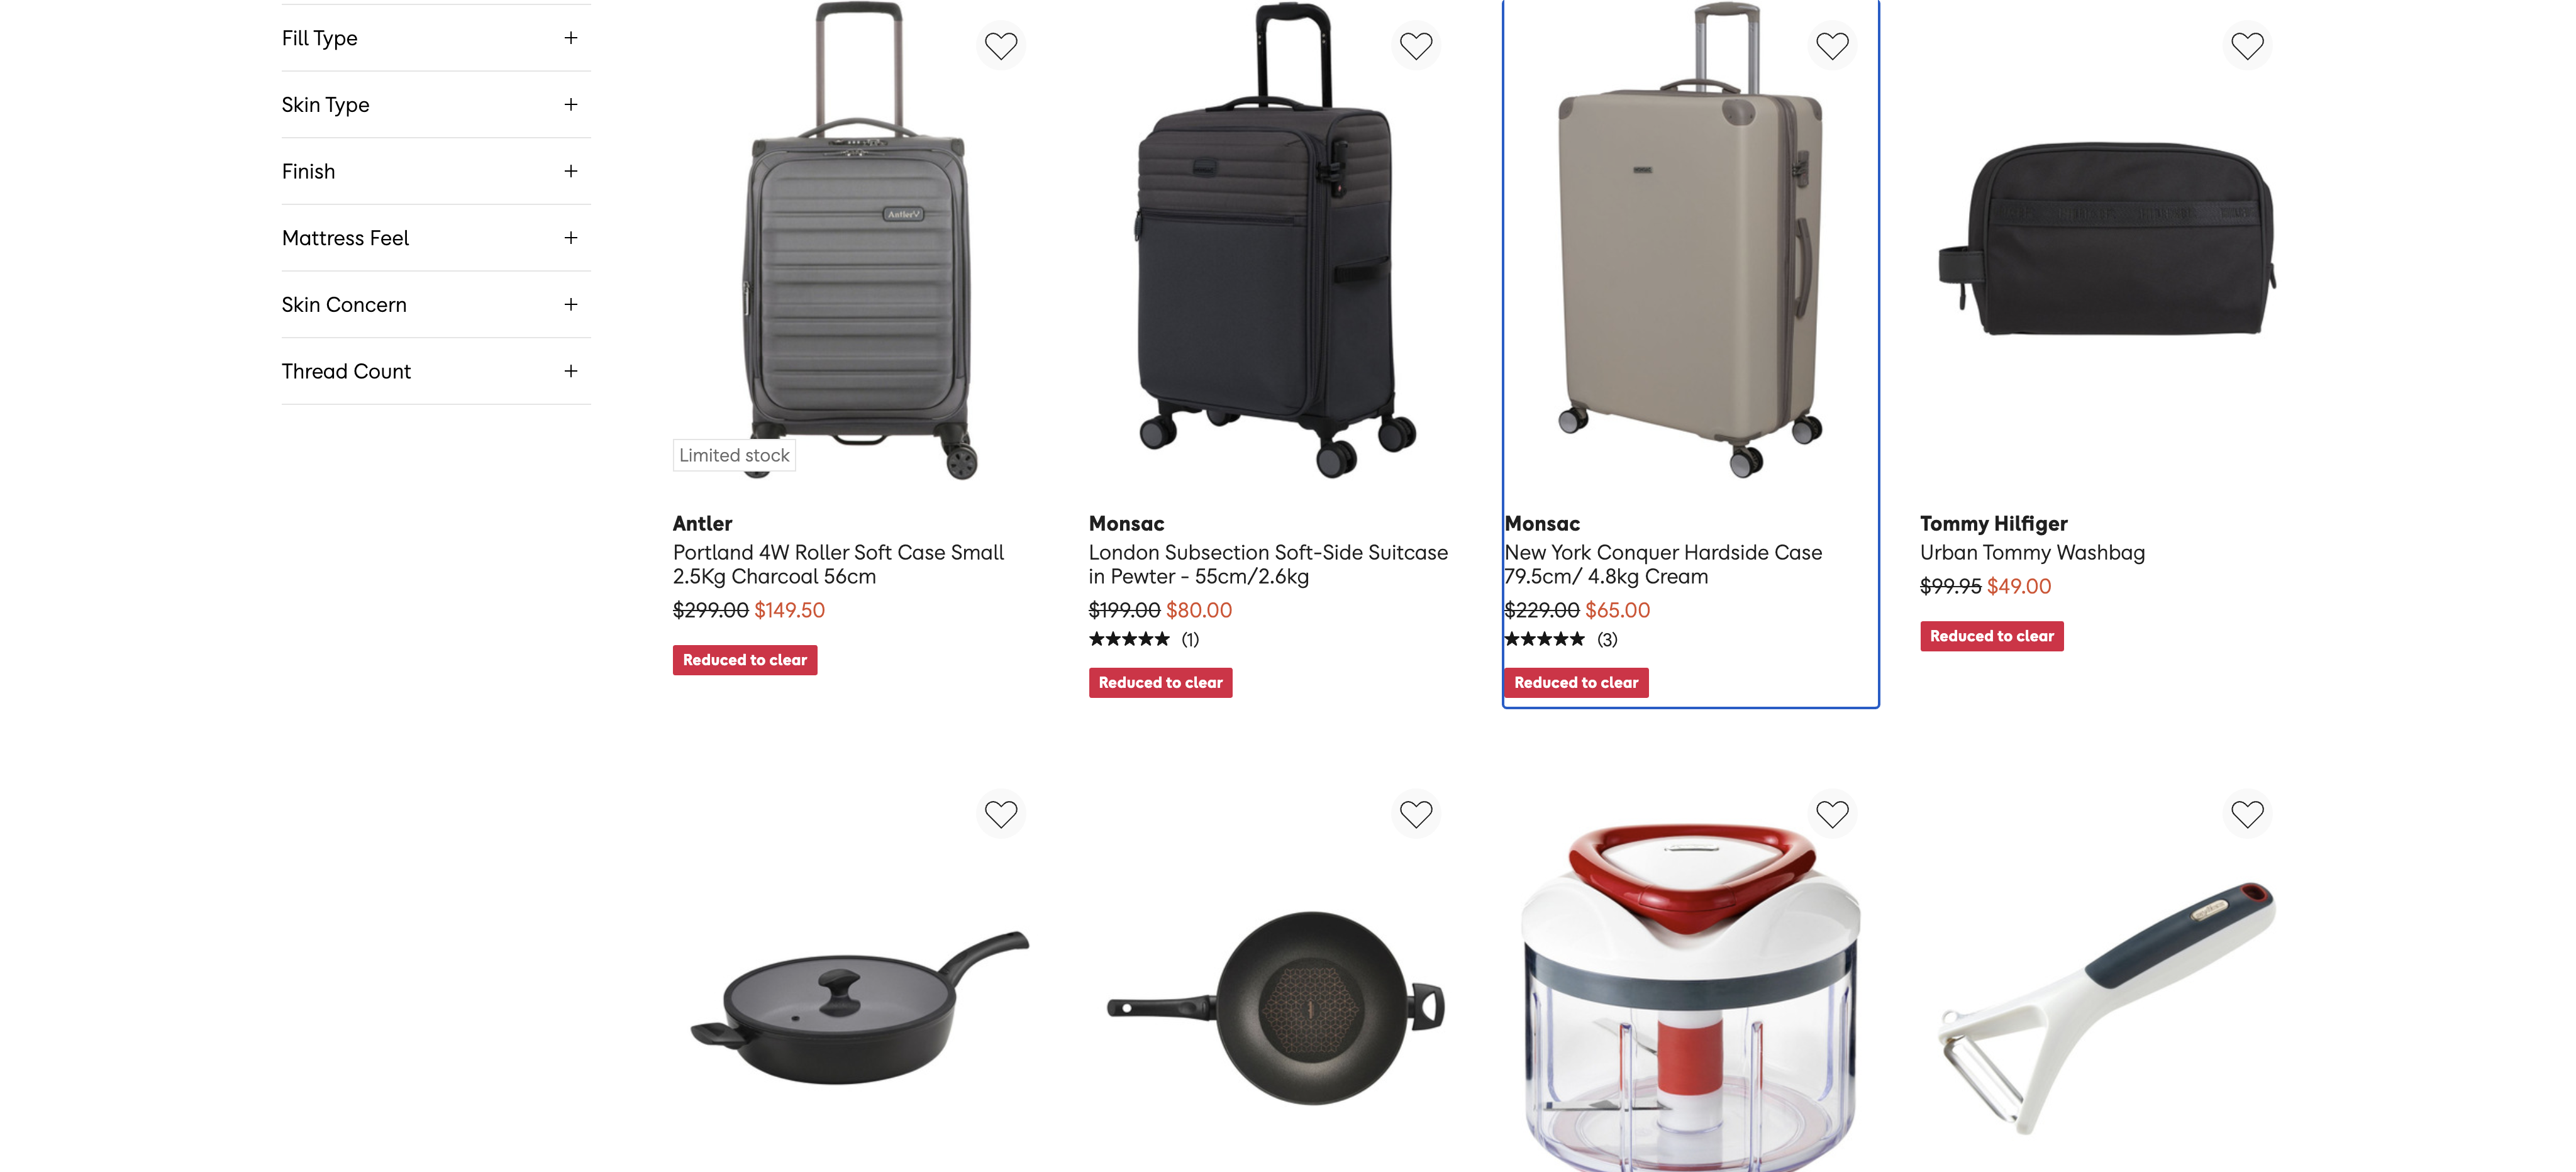 Fill Type
Skin Type
Finish
Mattress Feel
Skin Concern
Thread Count
Antler
Limited stock
Antler
Portland 4W Roller Soft Case Small
2.5Kg Charcoal 56cm
$299.00 $149.50
Reduced to clear
Monsac
London Subsection Soft-Side Suitcase
in Pewter - 55cm/2.6kg
$199.00 $80.00
(1)
Reduced to clear
Monsac
New York Conquer Hardside Case
79.5cm/ 4.8kg Cream
$229.00 $65.00
(3)
Reduced to clear
Tommy Hilfiger
Urban Tommy Washbag
$99.95 $49.00
Reduced to clear